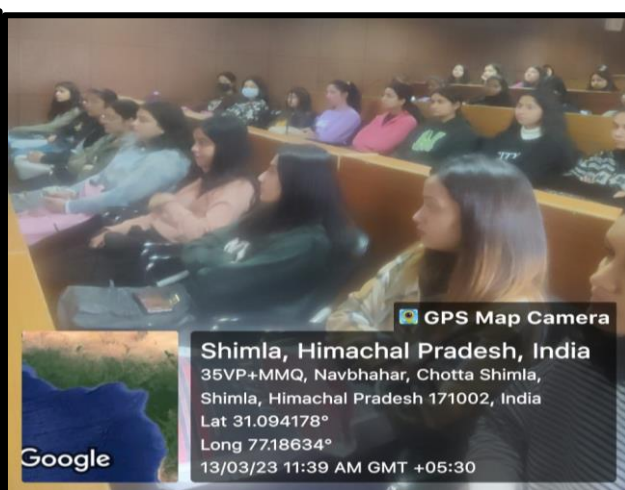 GPS Map Camera
Shimla, Himachal Pradesh, India
35VP+MMQ, Navbhahar, Chotta Shimla,
Shimla, Himachal Pradesh 171002, India
Lat 31.094178°
Long 77.18634°
13/03/23 11:39 AM GMT +05:30
Google